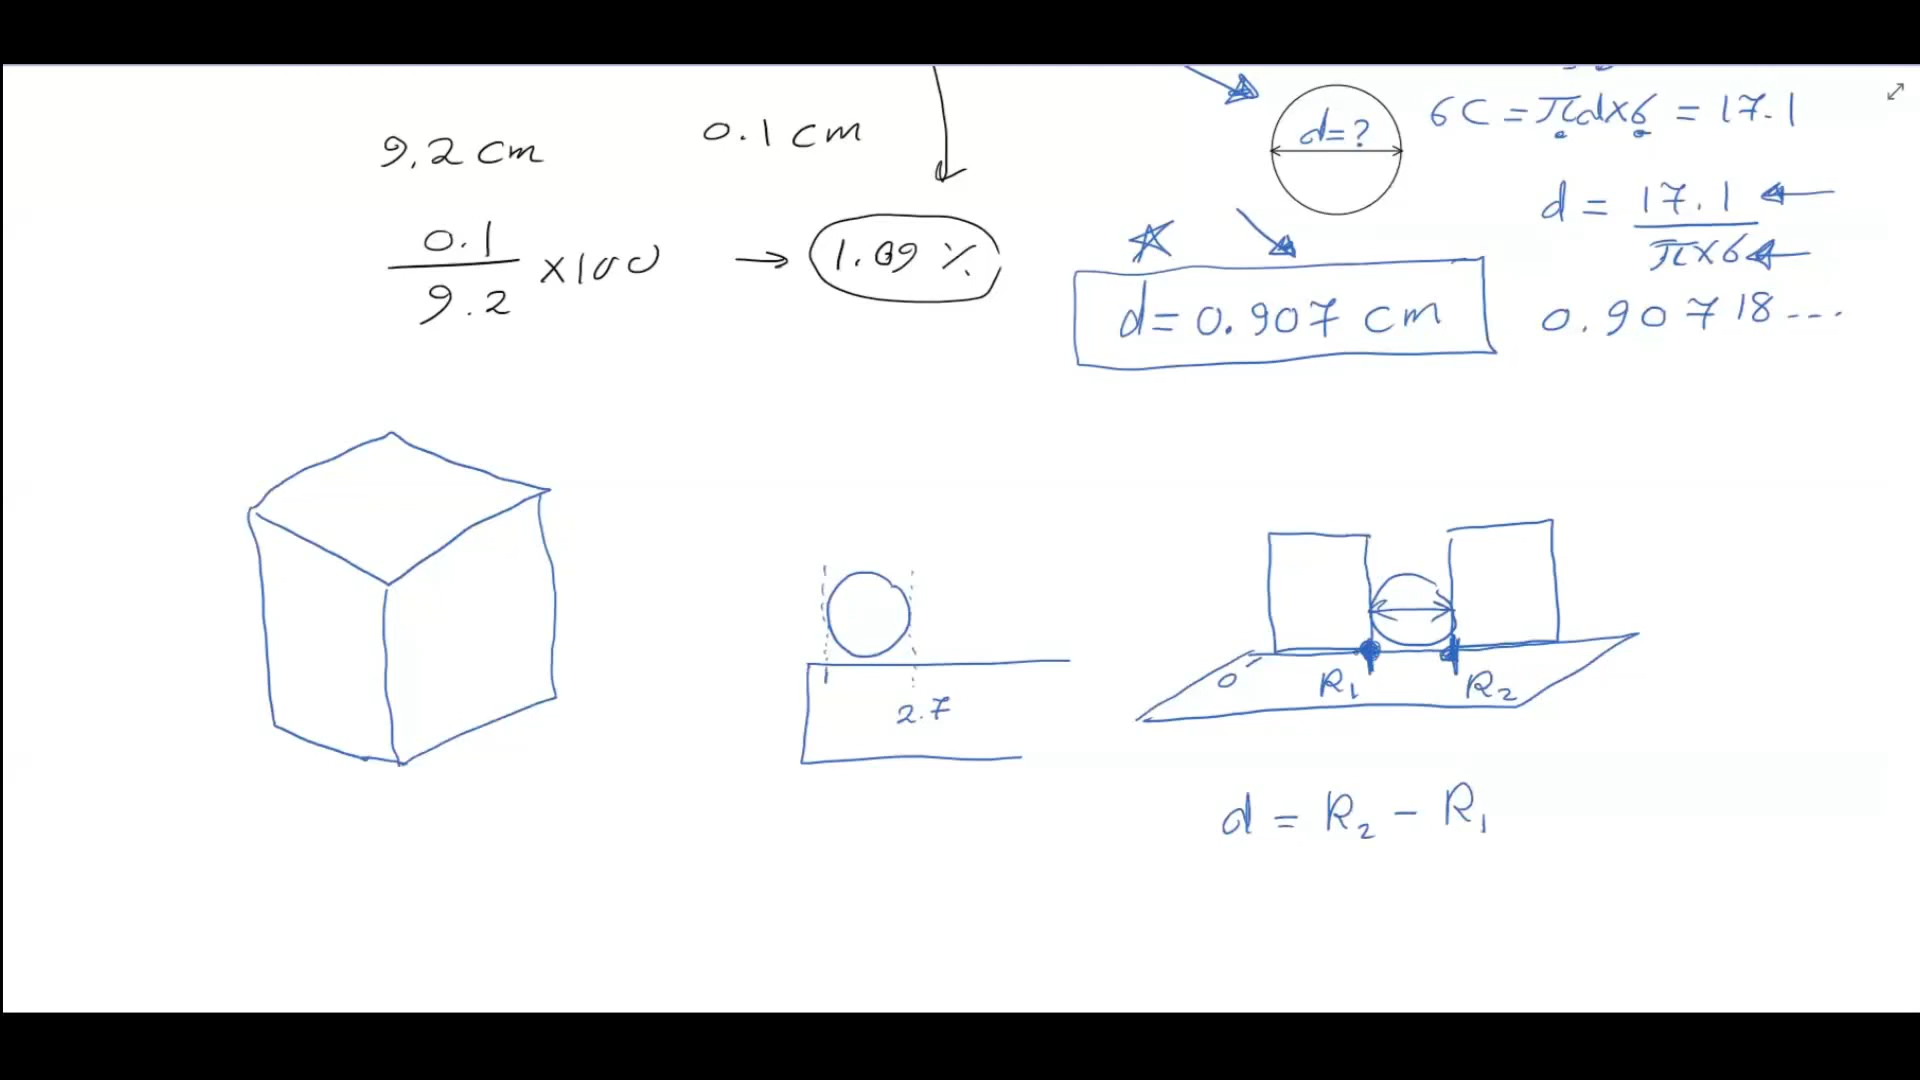 9.2 cm
0.1 cm
0.1 / 9.2 ×100 → 1.09 %
d=?
6C = πd×6 = 17.1
d = 17.1 / π×6
0.90718...
d = 0.907 cm
2.7
0
R₁
R₂
d = R₂ − R₁